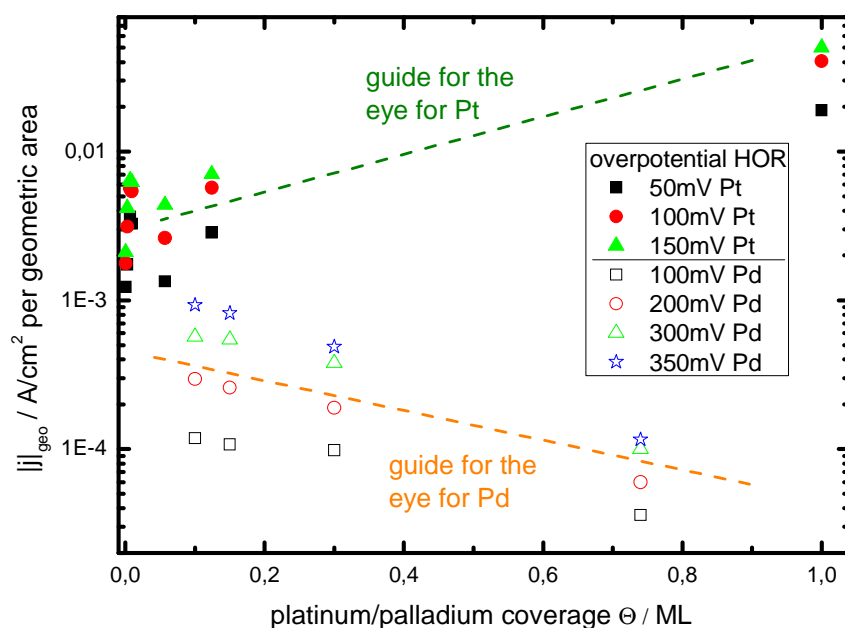 guide for the
eye for Pt
0,01
1E-3
1E-4
|j|geo / A/cm² per geometric area
overpotential HOR
50mV Pt
100mV Pt
150mV Pt
100mV Pd
200mV Pd
300mV Pd
350mV Pd
guide for the
eye for Pd
0,0 0,2 0,4 0,6 0,8 1,0
platinum/palladium coverage Θ / ML